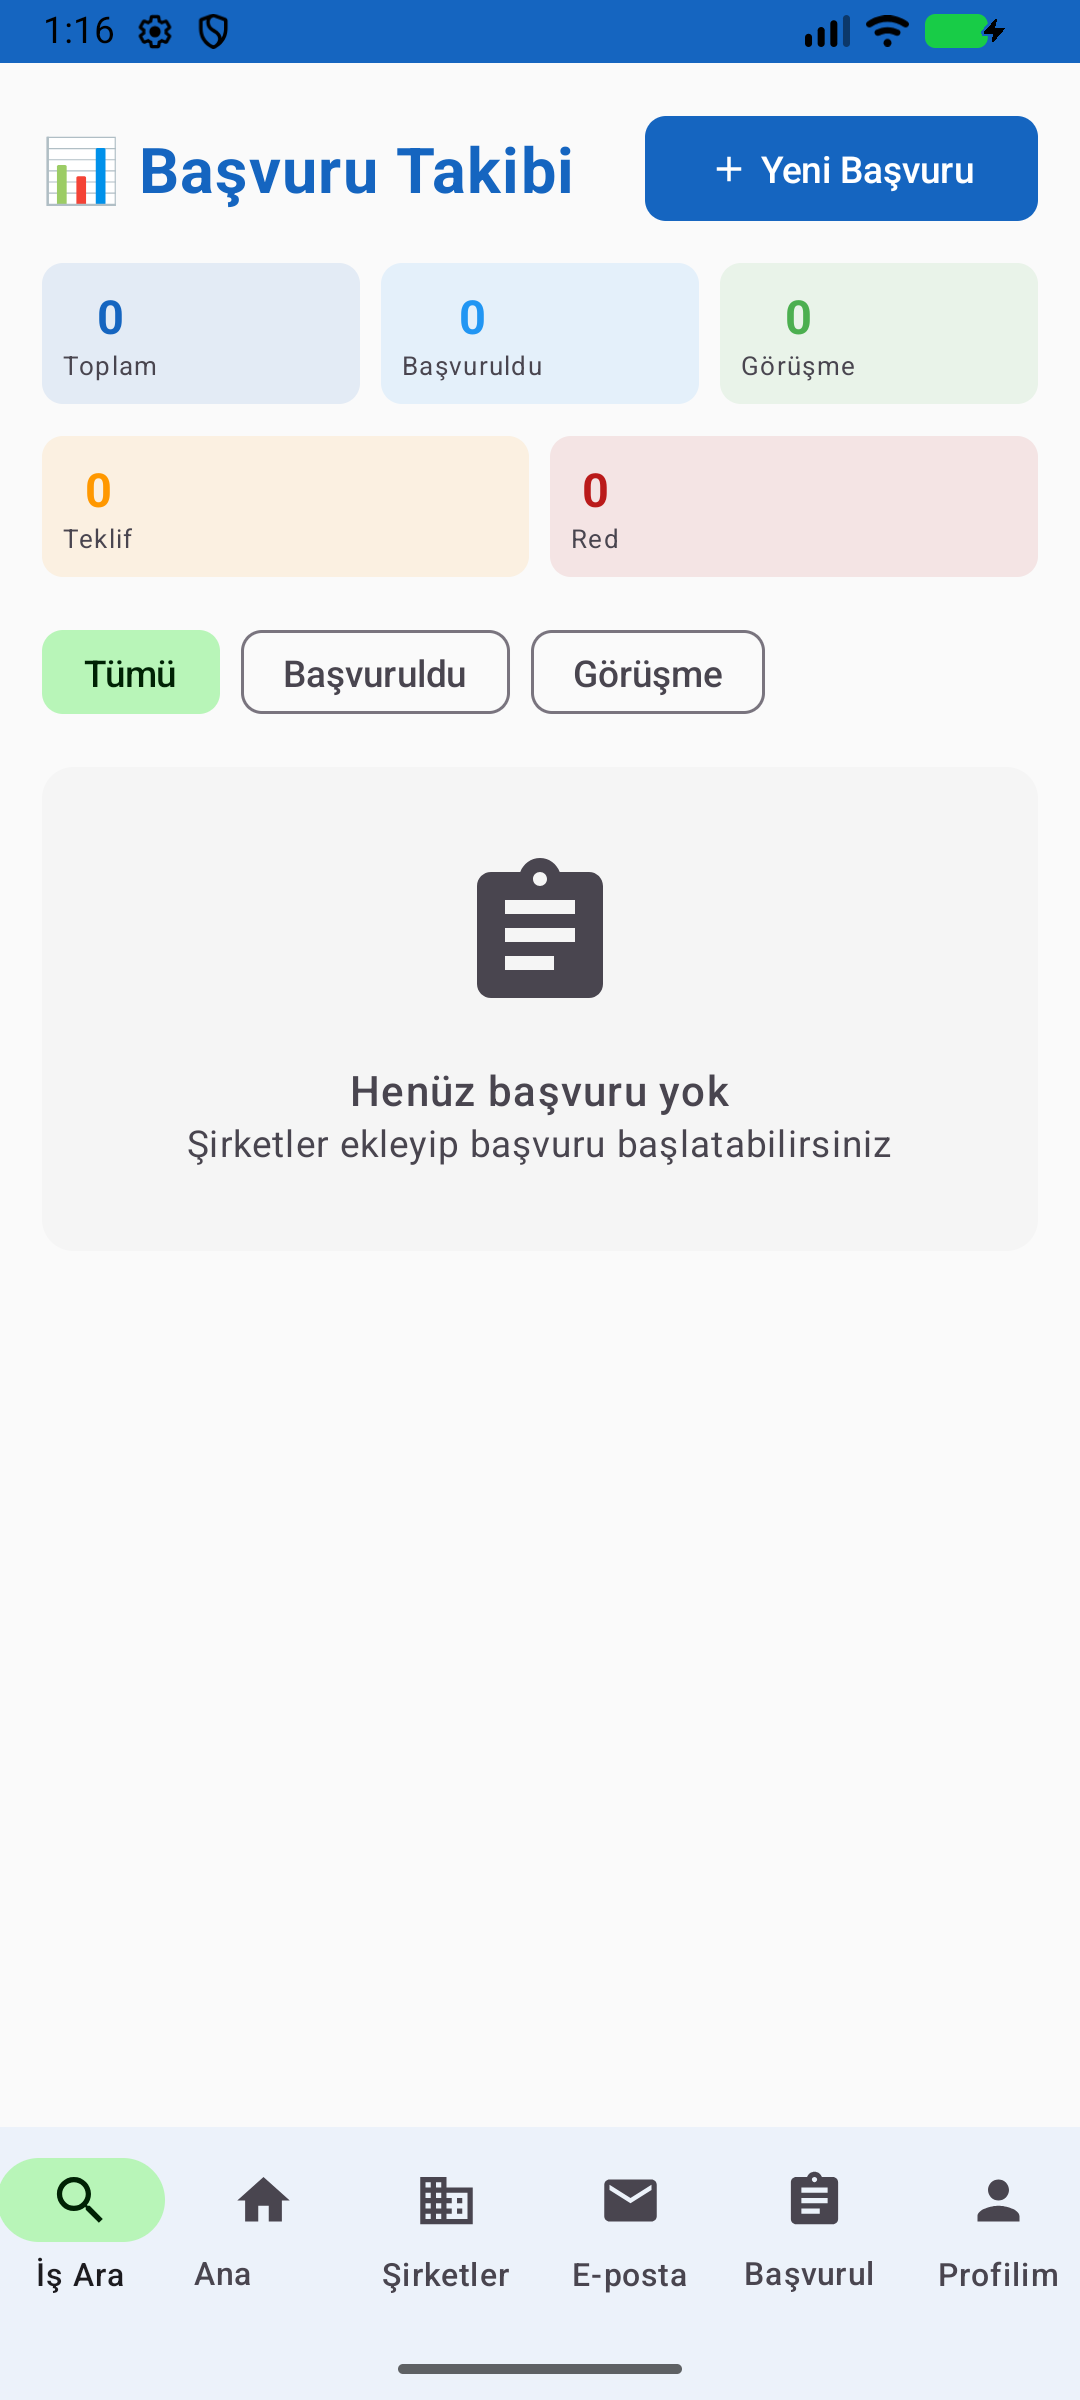 1:16
Başvuru Takibi
+ Yeni Başvuru
0
Toplam
0
Başvuruldu
0
Görüşme
0
Teklif
0
Red
Tümü
Başvuruldu
Görüşme
Henüz başvuru yok
Şirketler ekleyip başvuru başlatabilirsiniz
İş Ara
Ana
Şirketler
E-posta
Başvurul
Profilim